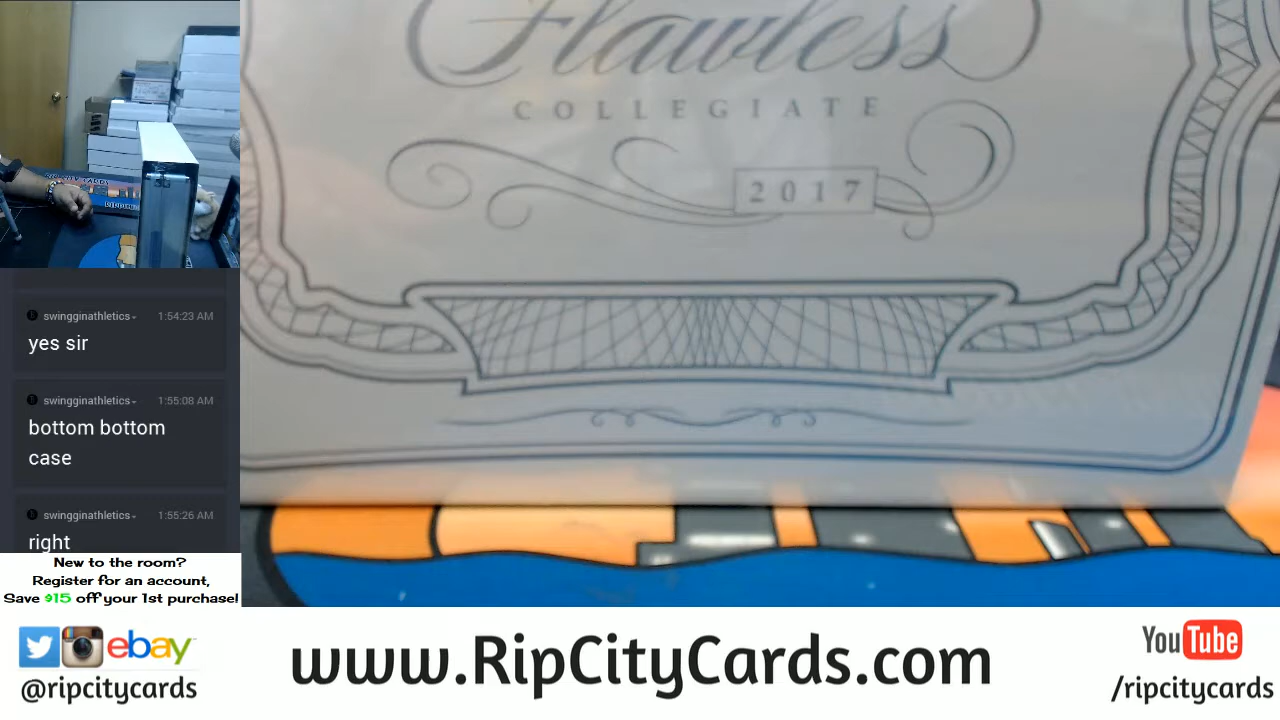 Flawless
COLLEGIATE
2017
swingginathletics
1:54:23 AM
yes sir
swingginathletics
1:55:08 AM
bottom bottom
case
swingginathletics
1:55:26 AM
right
New to the room?
Register for an account,
Save $15 off your 1st purchase!
ebay
@ripcitycards
www.RipCityCards.com
YouTube
/ripcitycards